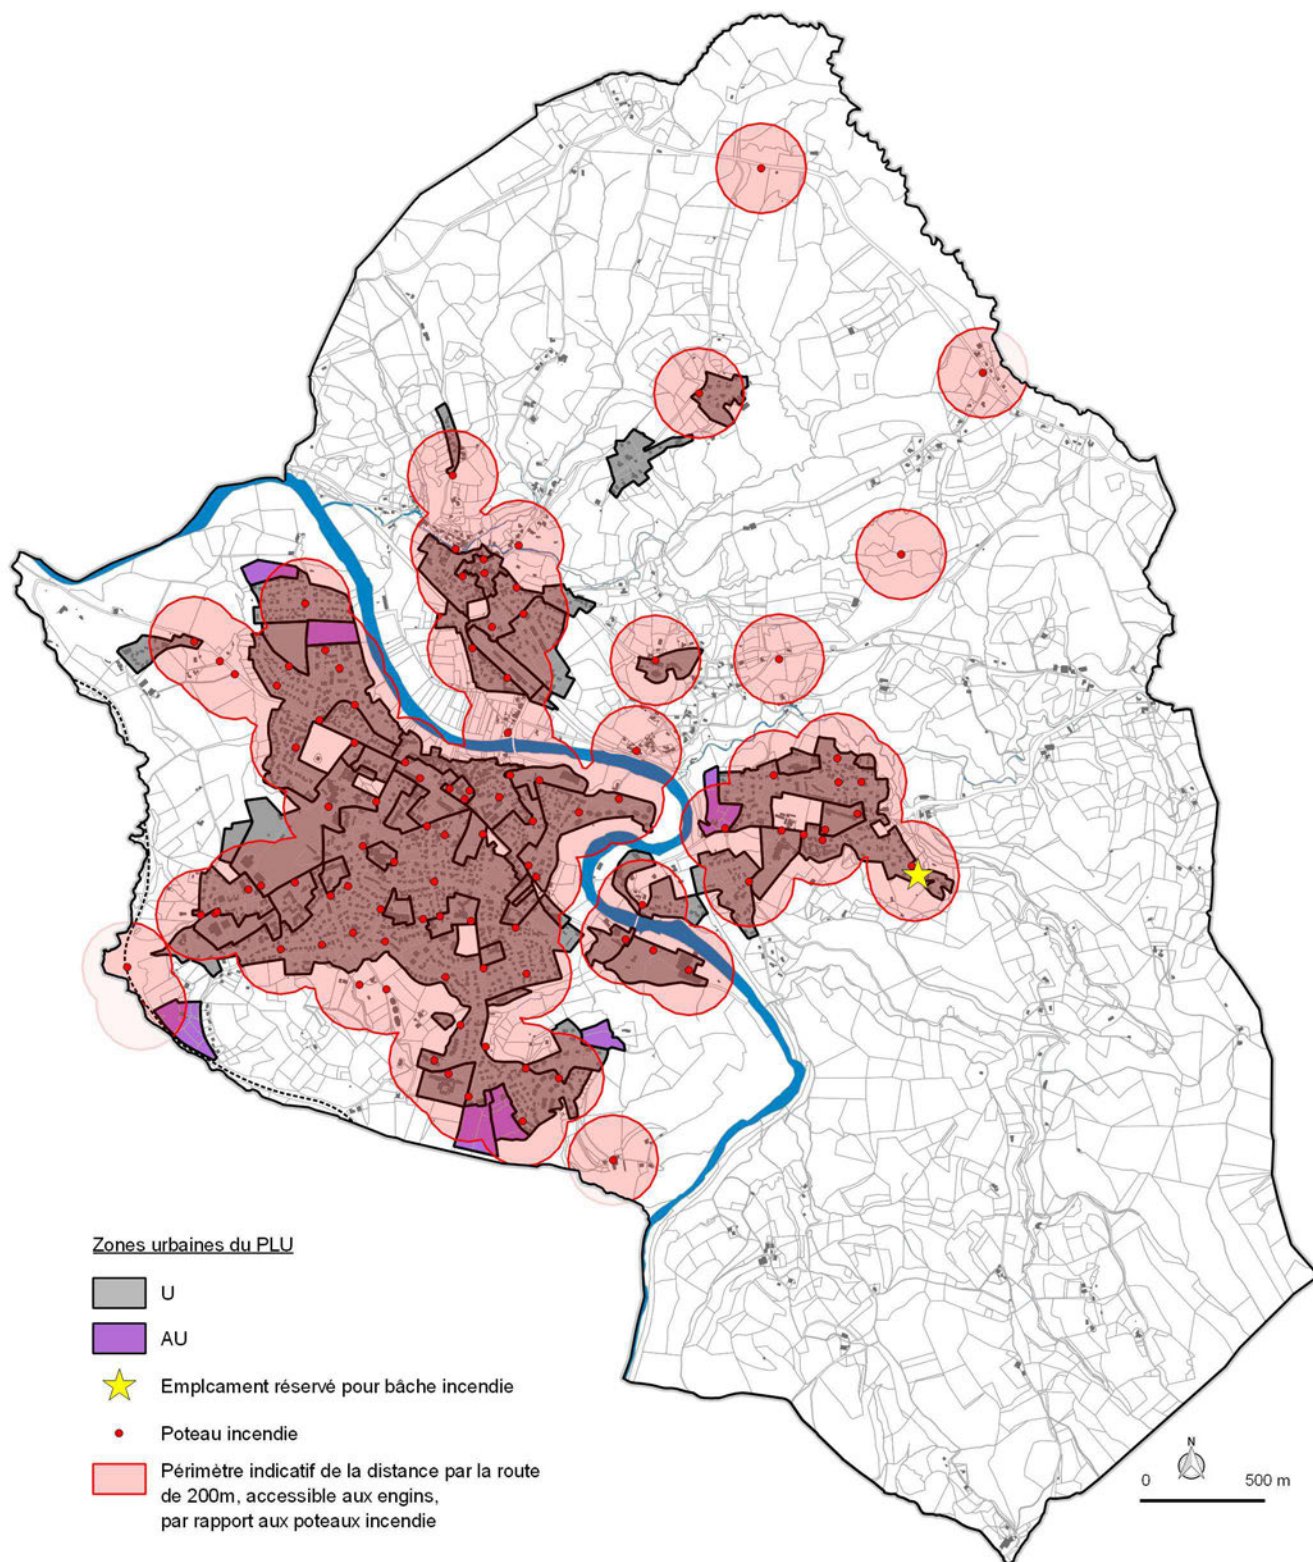 Zones urbaines du PLU
U
AU
Emplcament réservé pour bâche incendie
Poteau incendie
Périmètre indicatif de la distance par la route
de 200m, accessible aux engins,
par rapport aux poteaux incendie
N
0 500 m